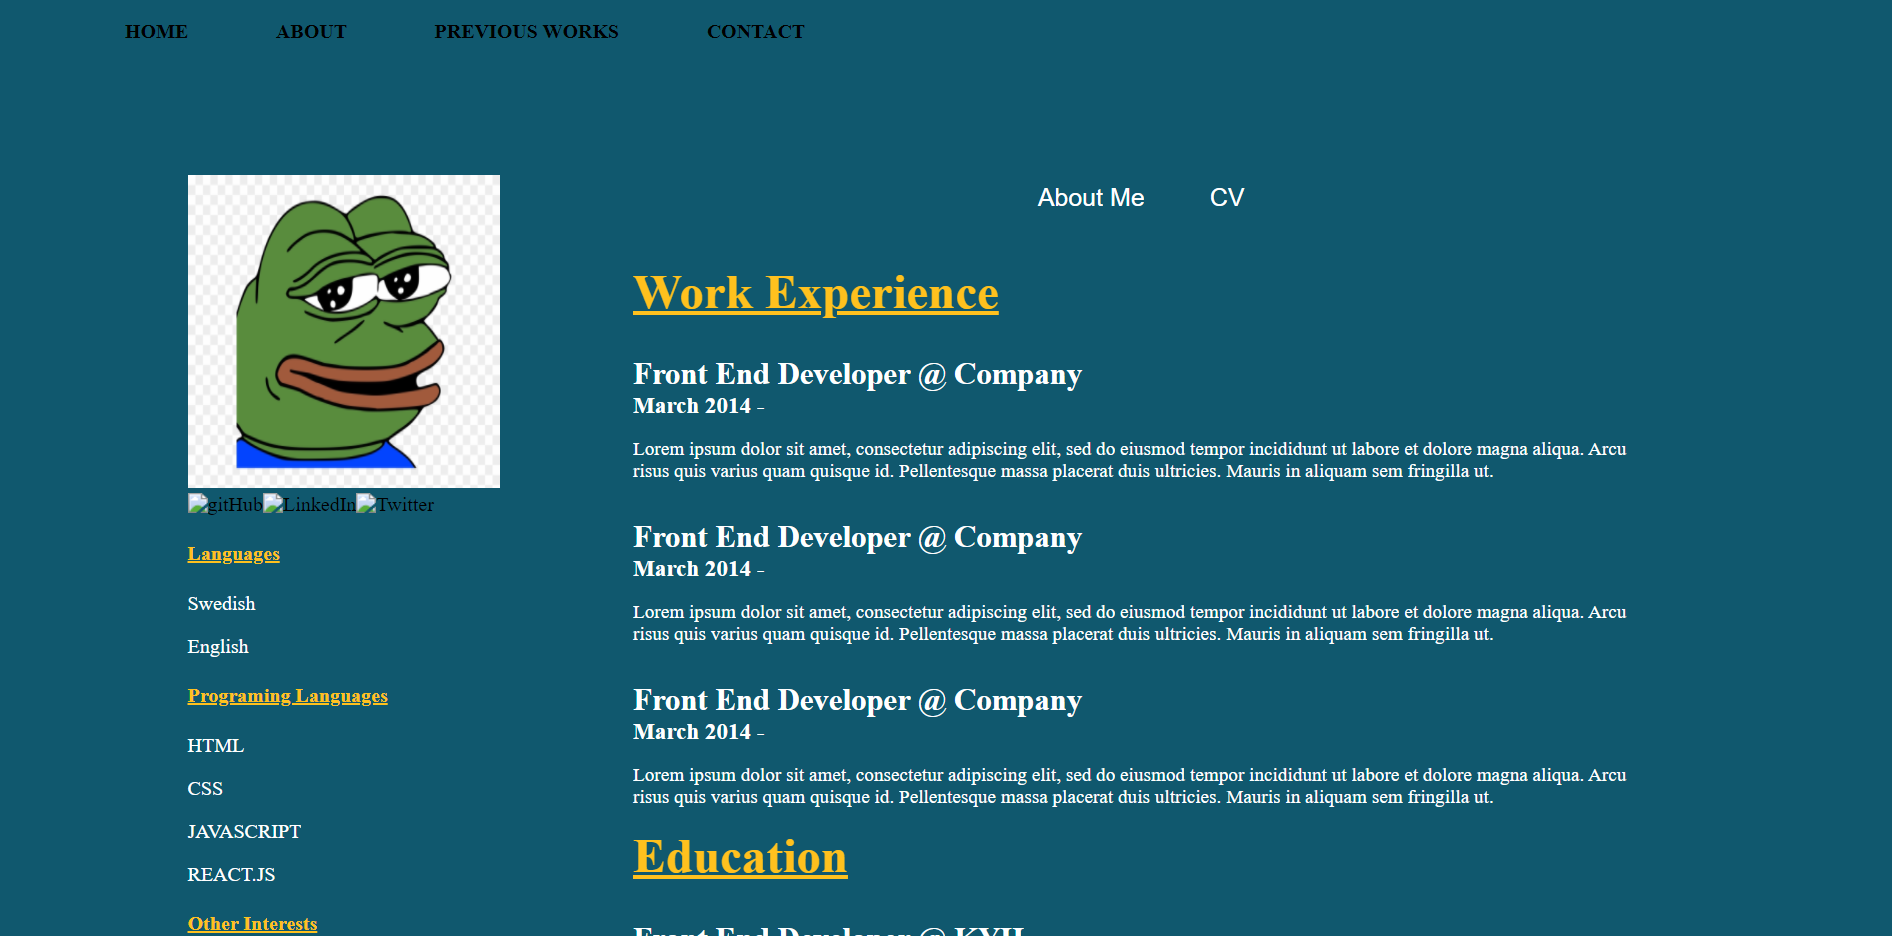 HOME ABOUT PREVIOUS WORKS CONTACT
About Me CV
gitHub LinkedIn Twitter
Languages
Swedish
English
Programing Languages
HTML
CSS
JAVASCRIPT
REACT.JS
Other Interests
Work Experience
Front End Developer @ Company
March 2014 -
Lorem ipsum dolor sit amet, consectetur adipiscing elit, sed do eiusmod tempor incididunt ut labore et dolore magna aliqua. Arcu
risus quis varius quam quisque id. Pellentesque massa placerat duis ultricies. Mauris in aliquam sem fringilla ut.
Front End Developer @ Company
March 2014 -
Lorem ipsum dolor sit amet, consectetur adipiscing elit, sed do eiusmod tempor incididunt ut labore et dolore magna aliqua. Arcu
risus quis varius quam quisque id. Pellentesque massa placerat duis ultricies. Mauris in aliquam sem fringilla ut.
Front End Developer @ Company
March 2014 -
Lorem ipsum dolor sit amet, consectetur adipiscing elit, sed do eiusmod tempor incididunt ut labore et dolore magna aliqua. Arcu
risus quis varius quam quisque id. Pellentesque massa placerat duis ultricies. Mauris in aliquam sem fringilla ut.
Education
Front End Developer @